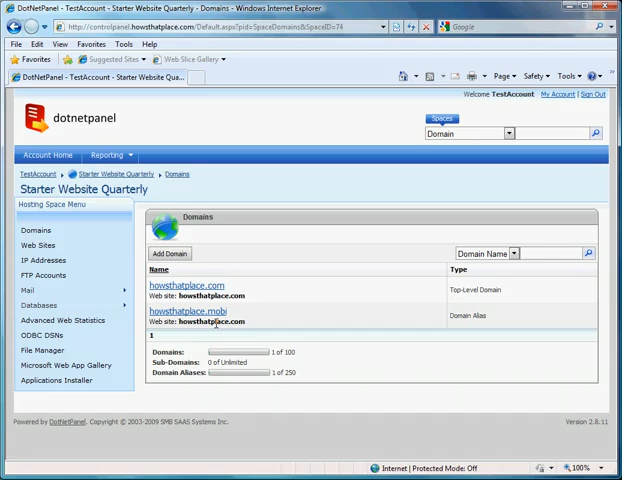 DotNetPanel - TestAccount - Starter Website Quarterly - Domains - Windows Internet Explorer
http://controlpanel.howsthatplace.com/Default.aspx?pid=SpaceDomains&SpaceID=74
Google
File Edit View Favorites Tools Help
Favorites Suggested Sites Web Slice Gallery
DotNetPanel - TestAccount - Starter Website Qua...
Page Safety Tools
Welcome TestAccount My Account | Sign Out
dotnetpanel
Spaces
Domain
Account Home Reporting
TestAccount Starter Website Quarterly Domains
Starter Website Quarterly
Hosting Space Menu
Domains
Web Sites
IP Addresses
FTP Accounts
Mail
Databases
Advanced Web Statistics
ODBC DSNs
File Manager
Microsoft Web App Gallery
Applications Installer
Domains
Add Domain
Domain Name
Name Type
howsthatplace.com
Web site: howsthatplace.com
Top-Level Domain
howsthatplace.mobi
Web site: howsthatplace.com
Domain Alias
1
Domains: 1 of 100
Sub-Domains: 0 of Unlimited
Domain Aliases: 1 of 250
Powered by DotNetPanel. Copyright © 2003-2009 SMB SAAS Systems Inc. Version 2.8.11
Internet | Protected Mode: Off 100%